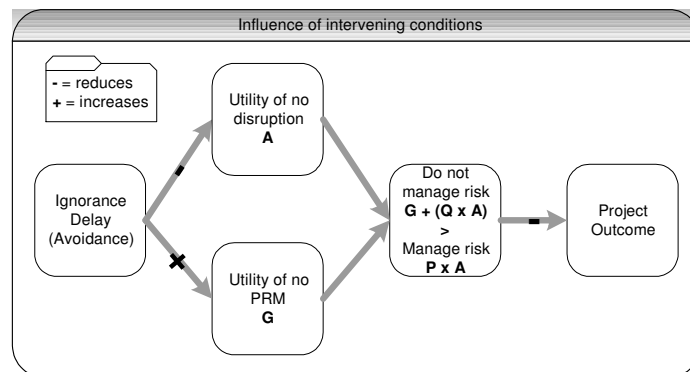 Influence of intervening conditions
- = reduces
+ = increases
Utility of no
disruption
A
-
Ignorance
Delay
(Avoidance)
Do not
manage risk
G + (Q x A)
>
Manage risk
P x A
-
Project
Outcome
+
Utility of no
PRM
G